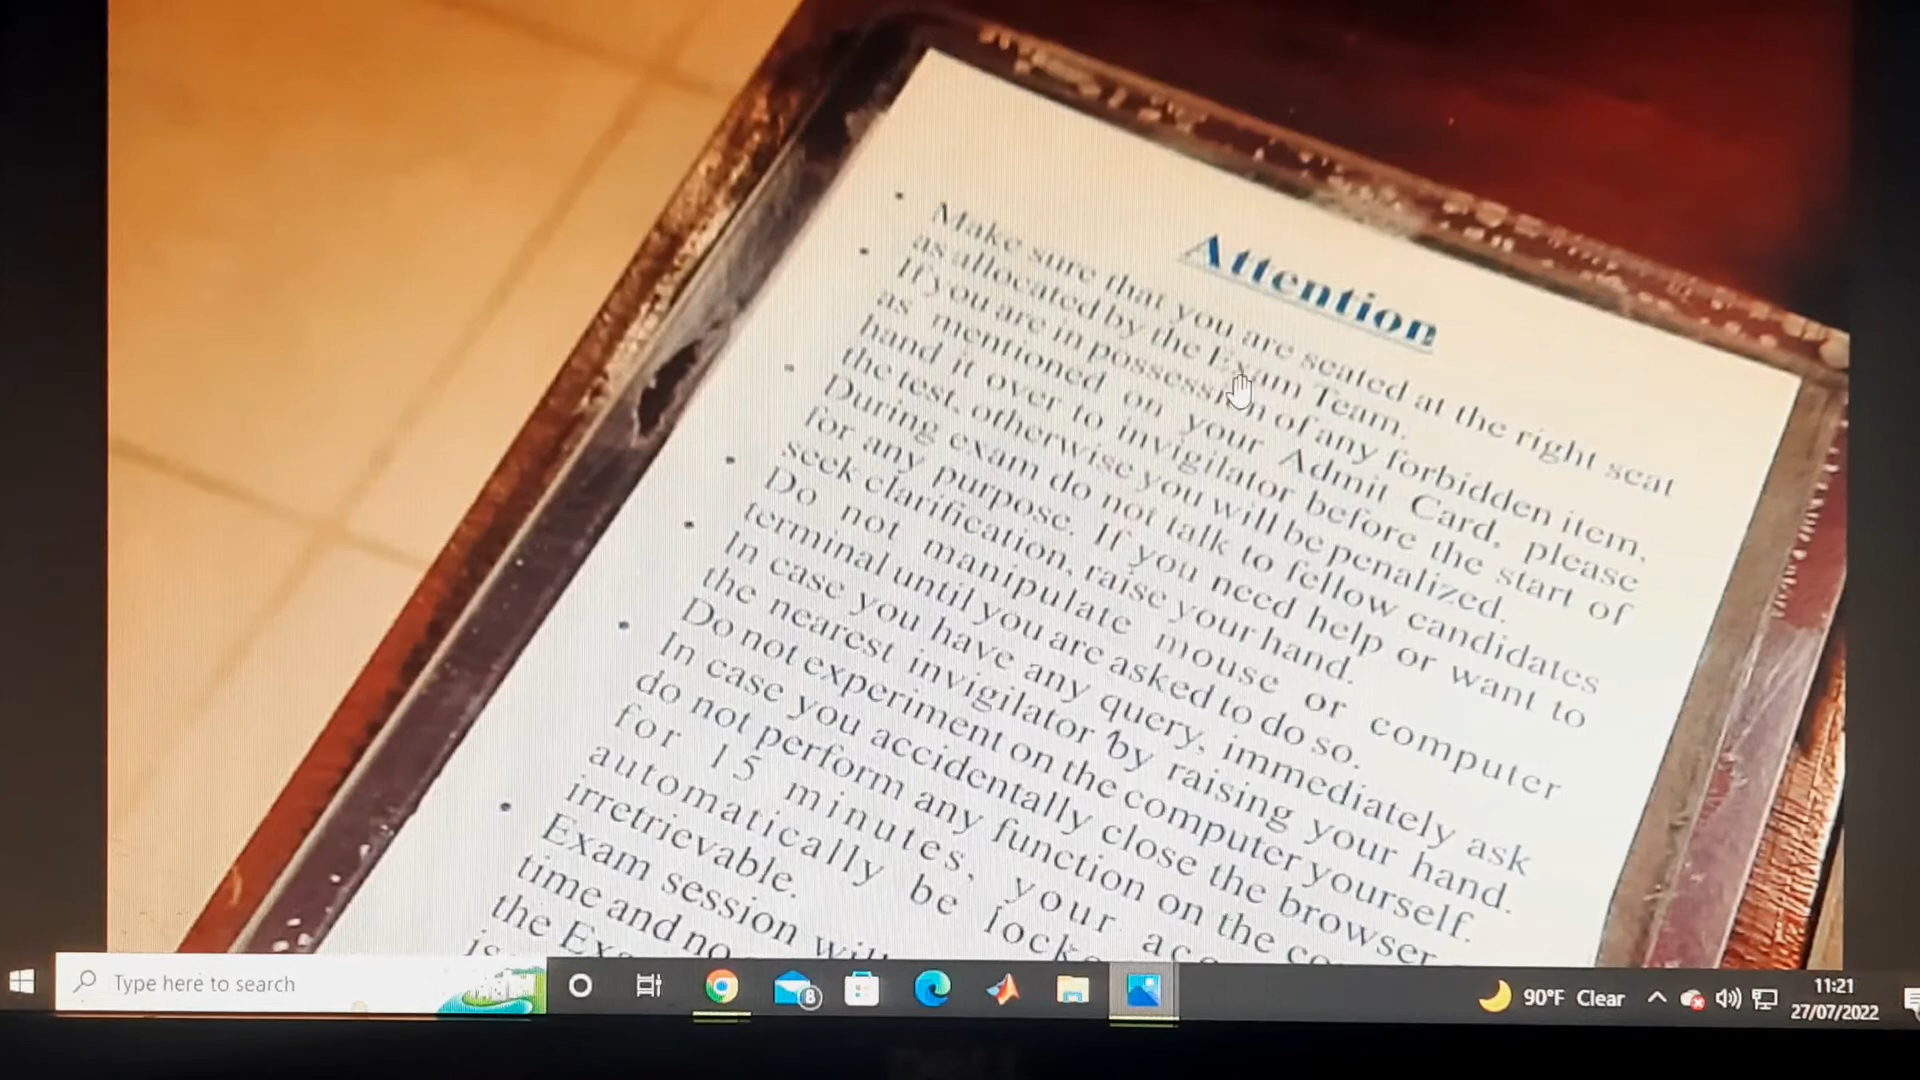 Attention
Make sure that you are seated at the right seat
as allocated by the Exam Team.
If you are in possession of any forbidden item,
as mentioned on your Admit Card, please
hand it over to invigilator before the start of
the test, otherwise you will be penalized.
During exam do not talk to fellow candidates
for any purpose. If you need help or want to
seek clarification, raise your hand.
Do not manipulate mouse or computer
terminal until you are asked to do so.
In case you have any query, immediately ask
the nearest invigilator by raising your hand.
Do not experiment on the computer yourself.
In case you accidentally close the browser
do not perform any function on the
for 15 minutes, your
automatically be
irretrievable.
Exam session
time and no
the
Type here to search
8
90°F Clear
11:21
27/07/2022